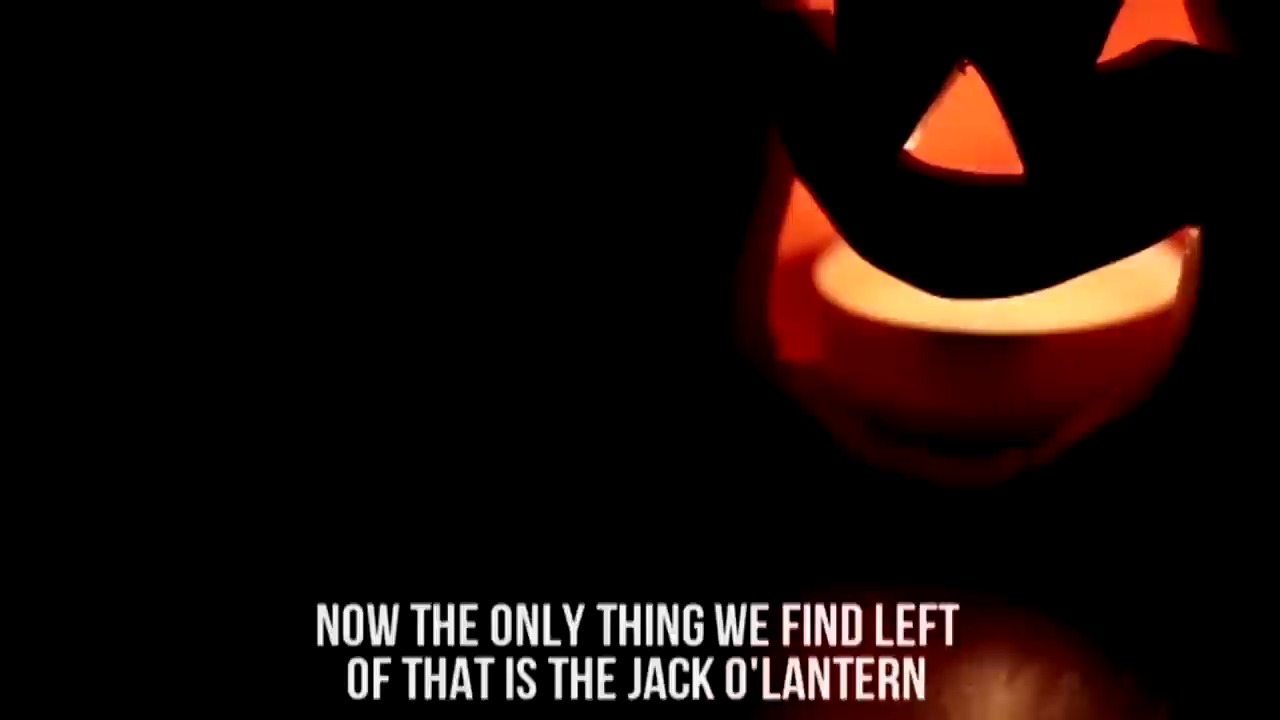 NOW THE ONLY THING WE FIND LEFT
OF THAT IS THE JACK O'LANTERN